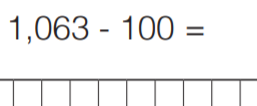 1,063 - 100 =